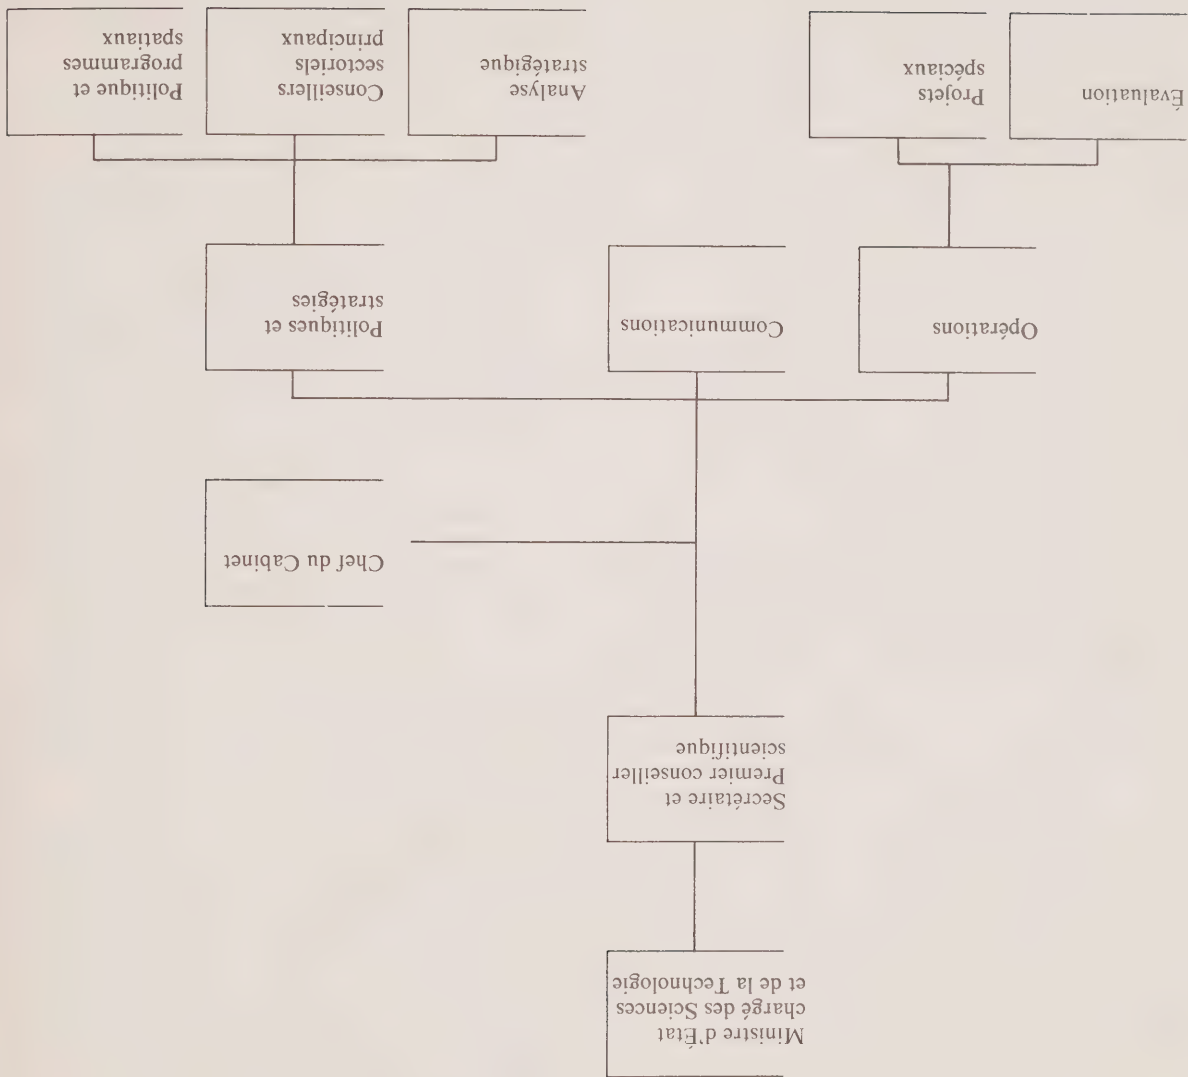 Ministre d'État
chargé des Sciences
et de la Technologie
Secrétaire et
Premier conseiller
scientifique
Chef du Cabinet
Opérations
Communications
Politiques et
stratégies
Évaluation
Projets
spéciaux
Analyse
stratégique
Conseillers
sectoriels
principaux
Politique et
programmes
spatiaux